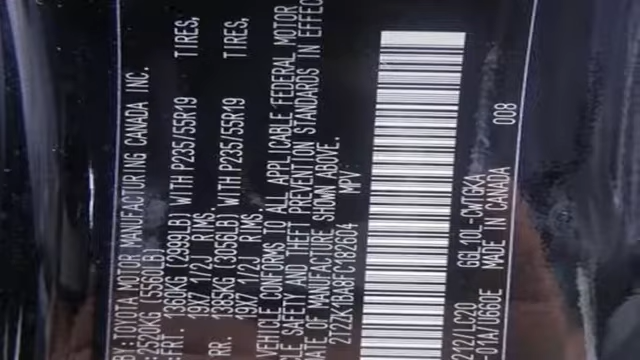 BY:TOYOTA MOTOR MANUFACTURING CANADA INC.
2520KG (5560LB)
FRT. 1360KG (2999LB) WITH P235/55R19 TIRES,
19X7 1/2J RIMS.
RR. 1385KG (3056LB) WITH P235/55R19 TIRES,
19X7 1/2J RIMS.
VEHICLE CONFORMS TO ALL APPLICABLE FEDERAL MOTOR
LE SAFETY AND THEFT PREVENTION STANDARDS IN EFFEC
DATE OF MANUFACTURE SHOWN ABOVE.
2T2ZK1BA8FC182604 MPV
212/LC20 GGL10L-CWTGKA
01A/U660E MADE IN CANADA 008